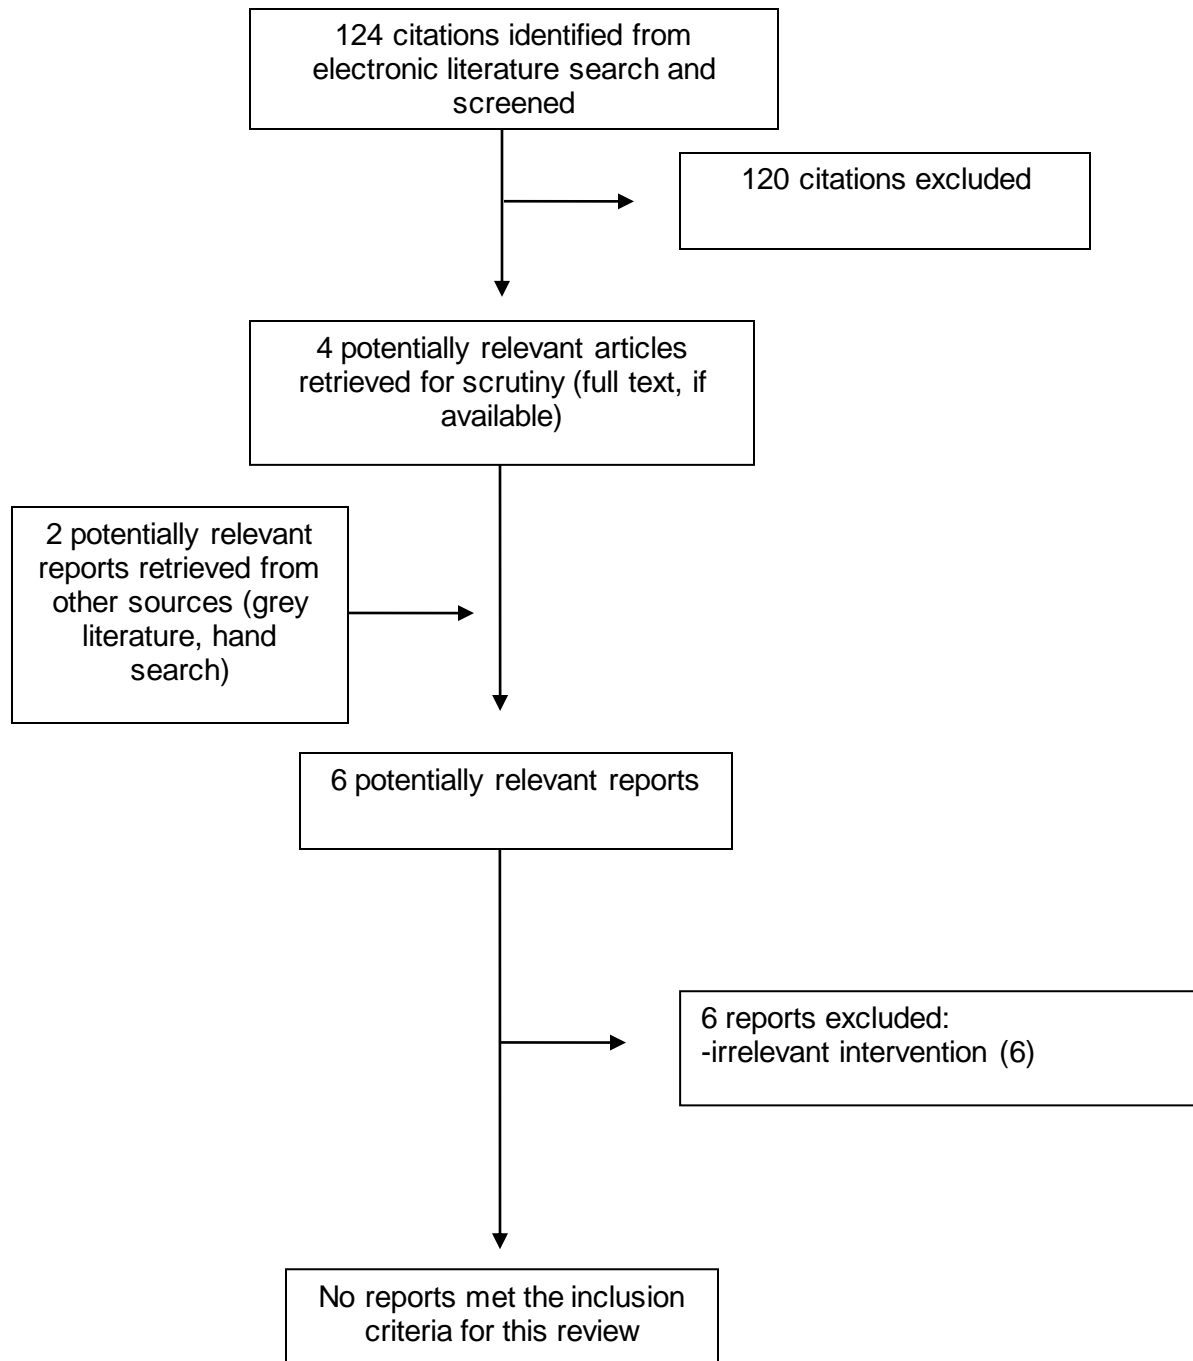 124 citations identified from
electronic literature search and
screened
120 citations excluded
4 potentially relevant articles
retrieved for scrutiny (full text, if
available)
2 potentially relevant
reports retrieved from
other sources (grey
literature, hand
search)
6 potentially relevant reports
6 reports excluded:
-irrelevant intervention (6)
No reports met the inclusion
criteria for this review